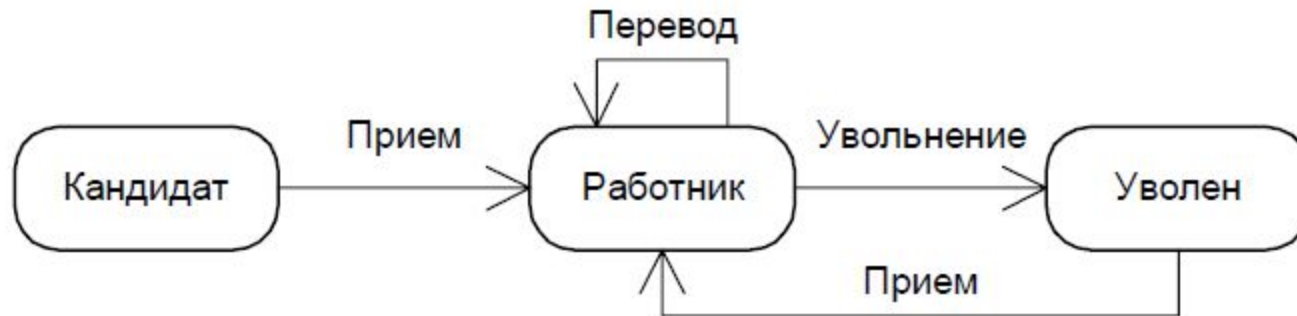 Перевод
Прием
Увольнение
Кандидат
Работник
Уволен
Прием